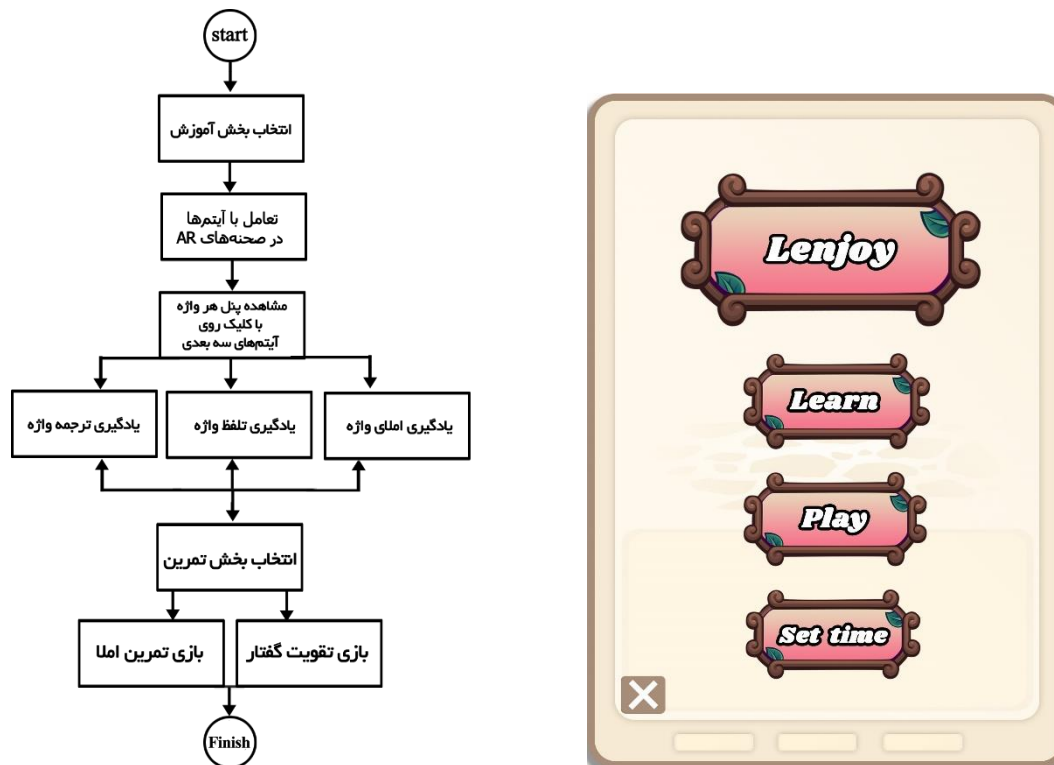 start
انتخاب بخش آموزش
تعامل با آیتم‌ها
در صحنه‌های AR
مشاهده پنل هر واژه
با کلیک روی
آیتم‌های سه بعدی
یادگیری املای واژه
یادگیری تلفظ واژه
یادگیری ترجمه واژه
انتخاب بخش تمرین
بازی تقویت گفتار
بازی تمرین املا
Finish
Lenjoy
Learn
Play
Set time